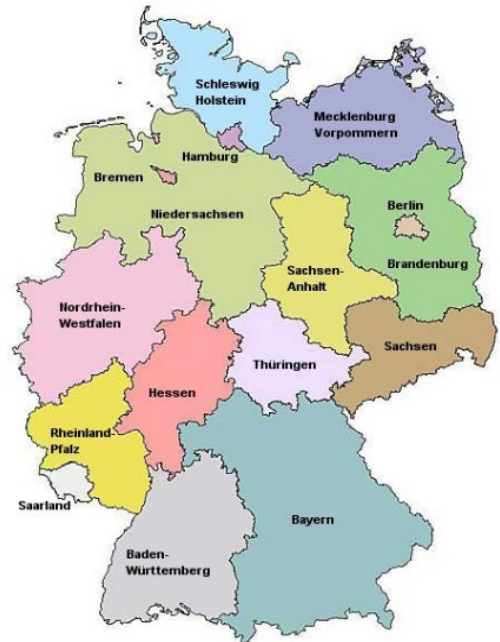 Schleswig
Holstein
Mecklenburg
Vorpommern
Hamburg
Bremen
Niedersachsen
Berlin
Brandenburg
Sachsen-
Anhalt
Nordrhein-
Westfalen
Sachsen
Thüringen
Hessen
Rheinland-
Pfalz
Saarland
Bayern
Baden-
Württemberg